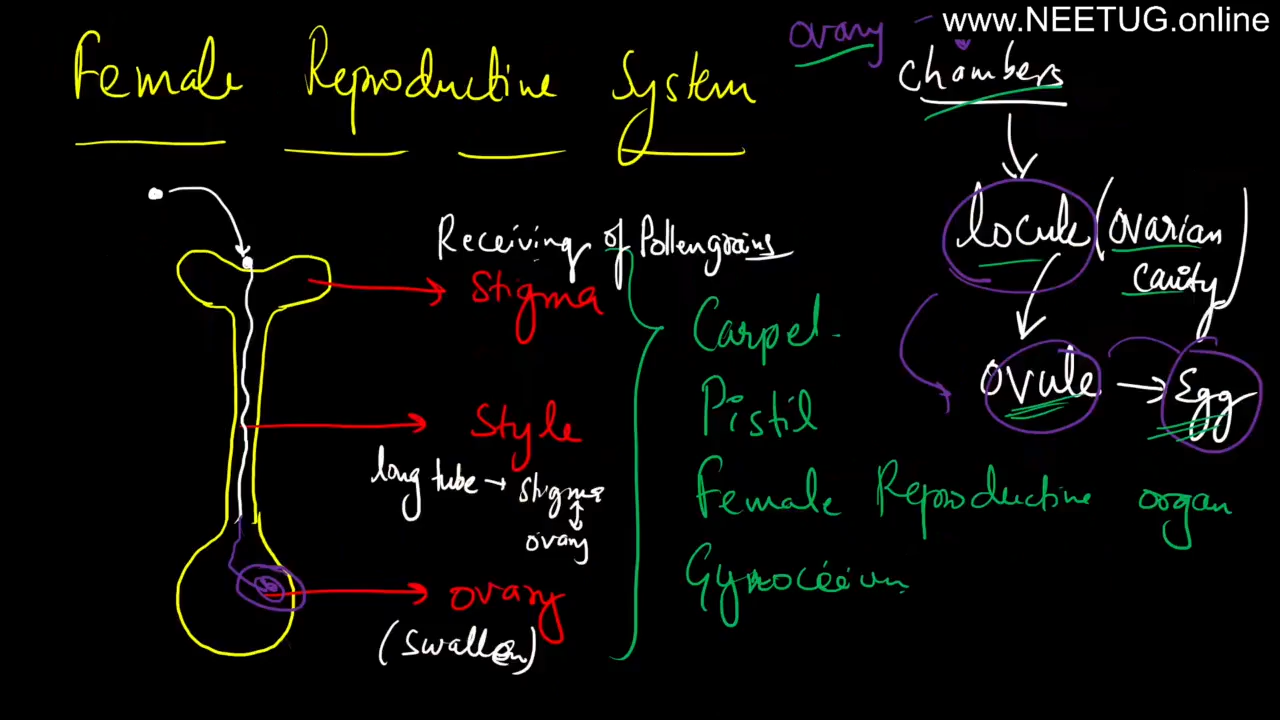 www.NEETUG.online
Female Reproductive System
ovary
chambers
locule (ovarian
cavity)
ovule → Egg
Receiving of Pollengrains
Stigma
Style
long tube → Stigma
ovary
ovary
(Swallen)
Carpel
Pistil
Female Reproductive organ